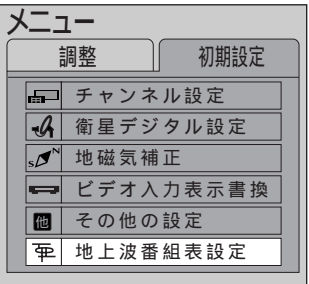 メニュー
調整 初期設定
チャンネル設定
衛星デジタル設定
S N 地磁気補正
ビデオ入力表示書換
他 その他の設定
地上波番組表設定